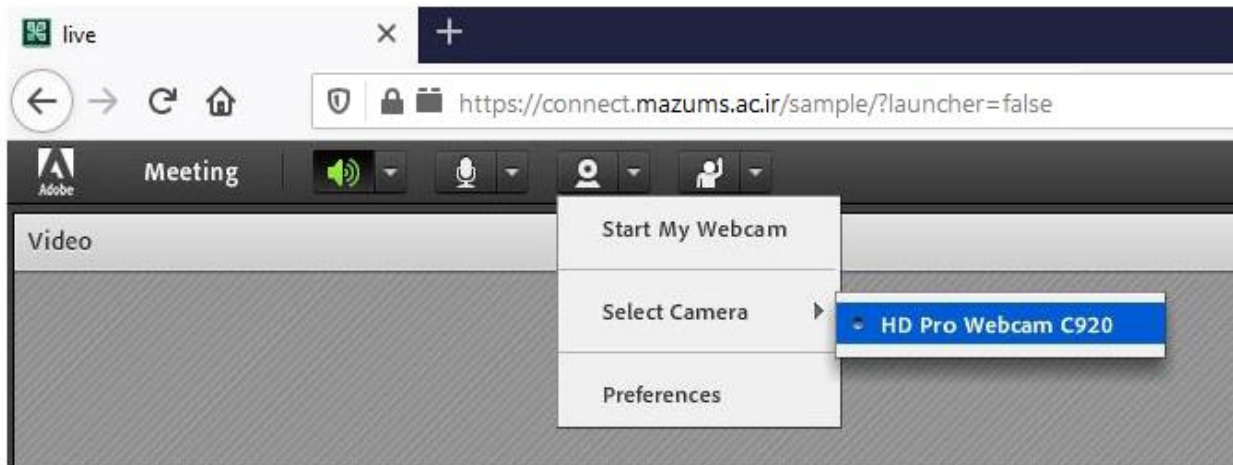 live
https://connect.mazums.ac.ir/sample/?launcher=false
Adobe
Meeting
Video
Start My Webcam
Select Camera
HD Pro Webcam C920
Preferences